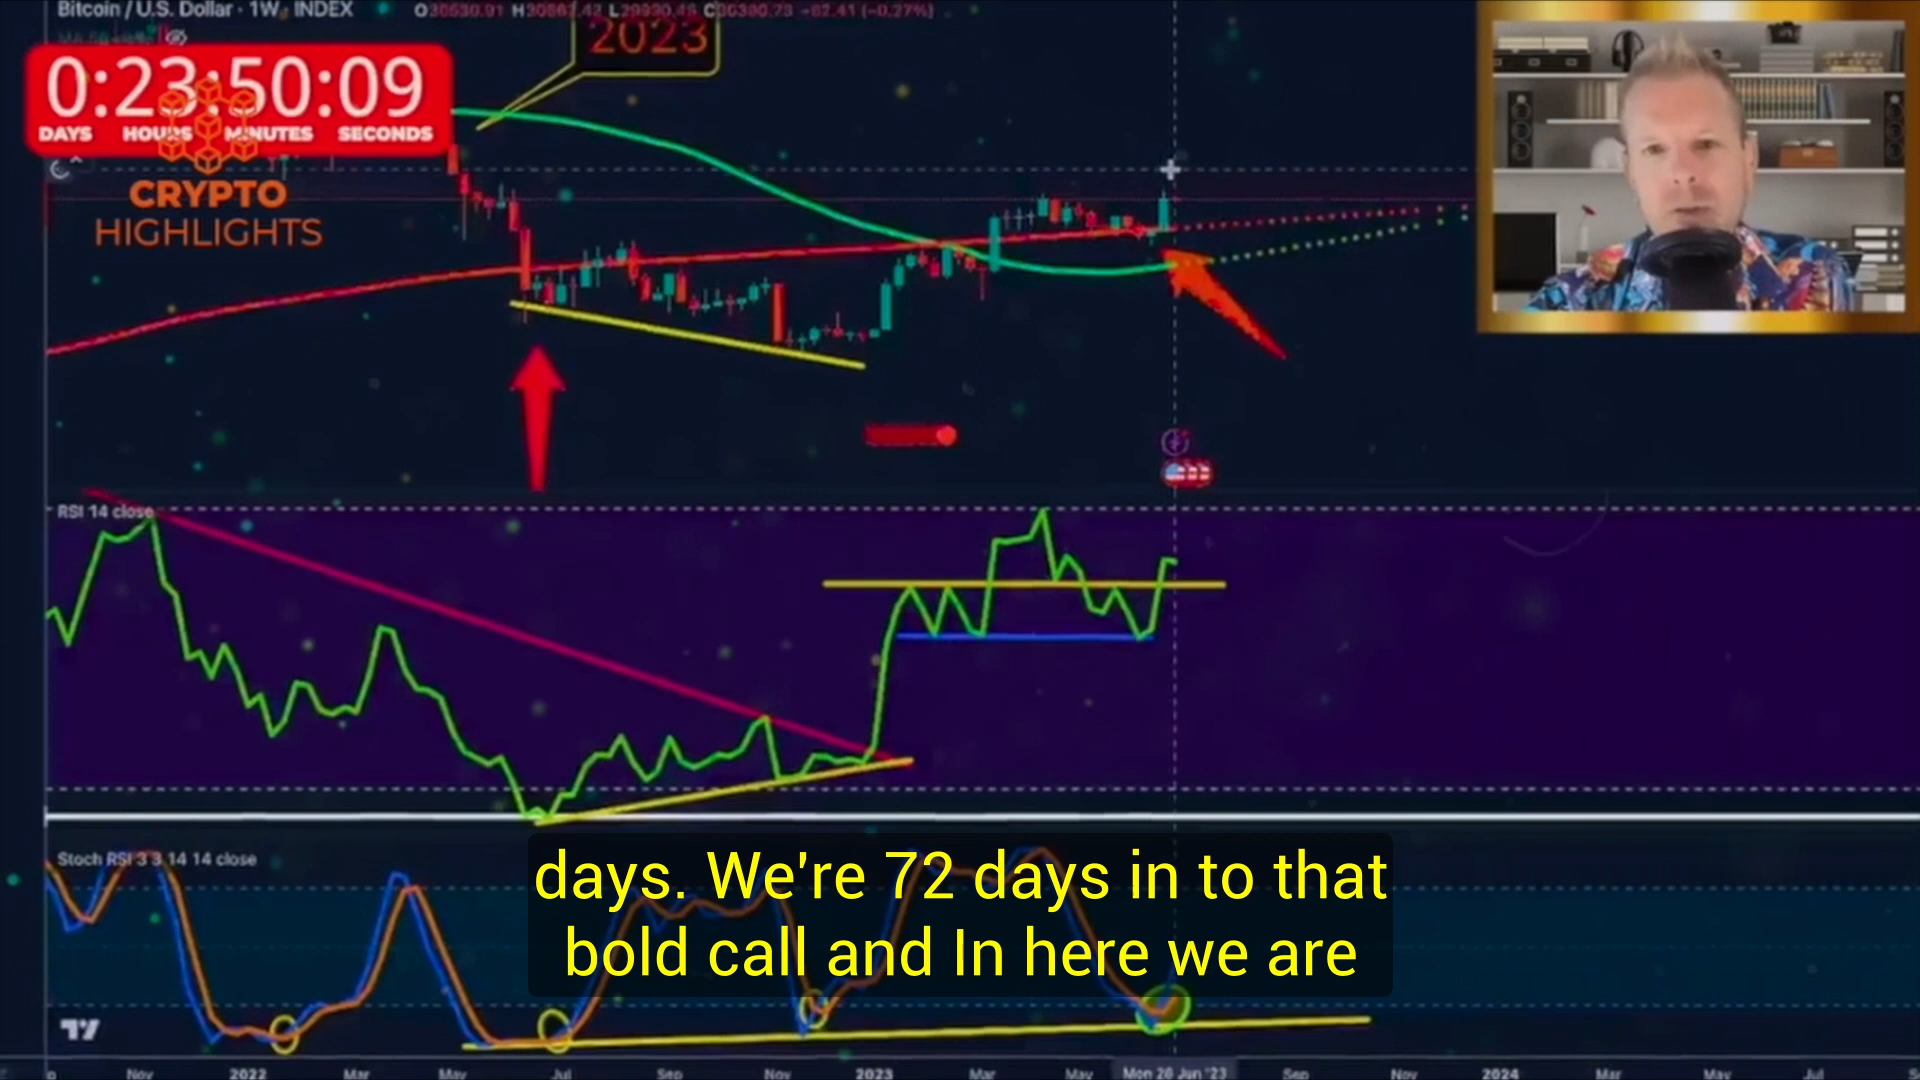 Bitcoin / U.S. Dollar · 1W · INDEX
2023
0:23:50:09
DAYS HOURS MINUTES SECONDS
CRYPTO
HIGHLIGHTS
RSI 14 close
Stoch RSI 3 3 14 14 close
days. We're 72 days in to that
bold call and In here we are
Nov 2022 Mar May Jul Sep Nov 2023 Mar May Mon 26 Jun '23 Sep Nov 2024 Mar May Jul